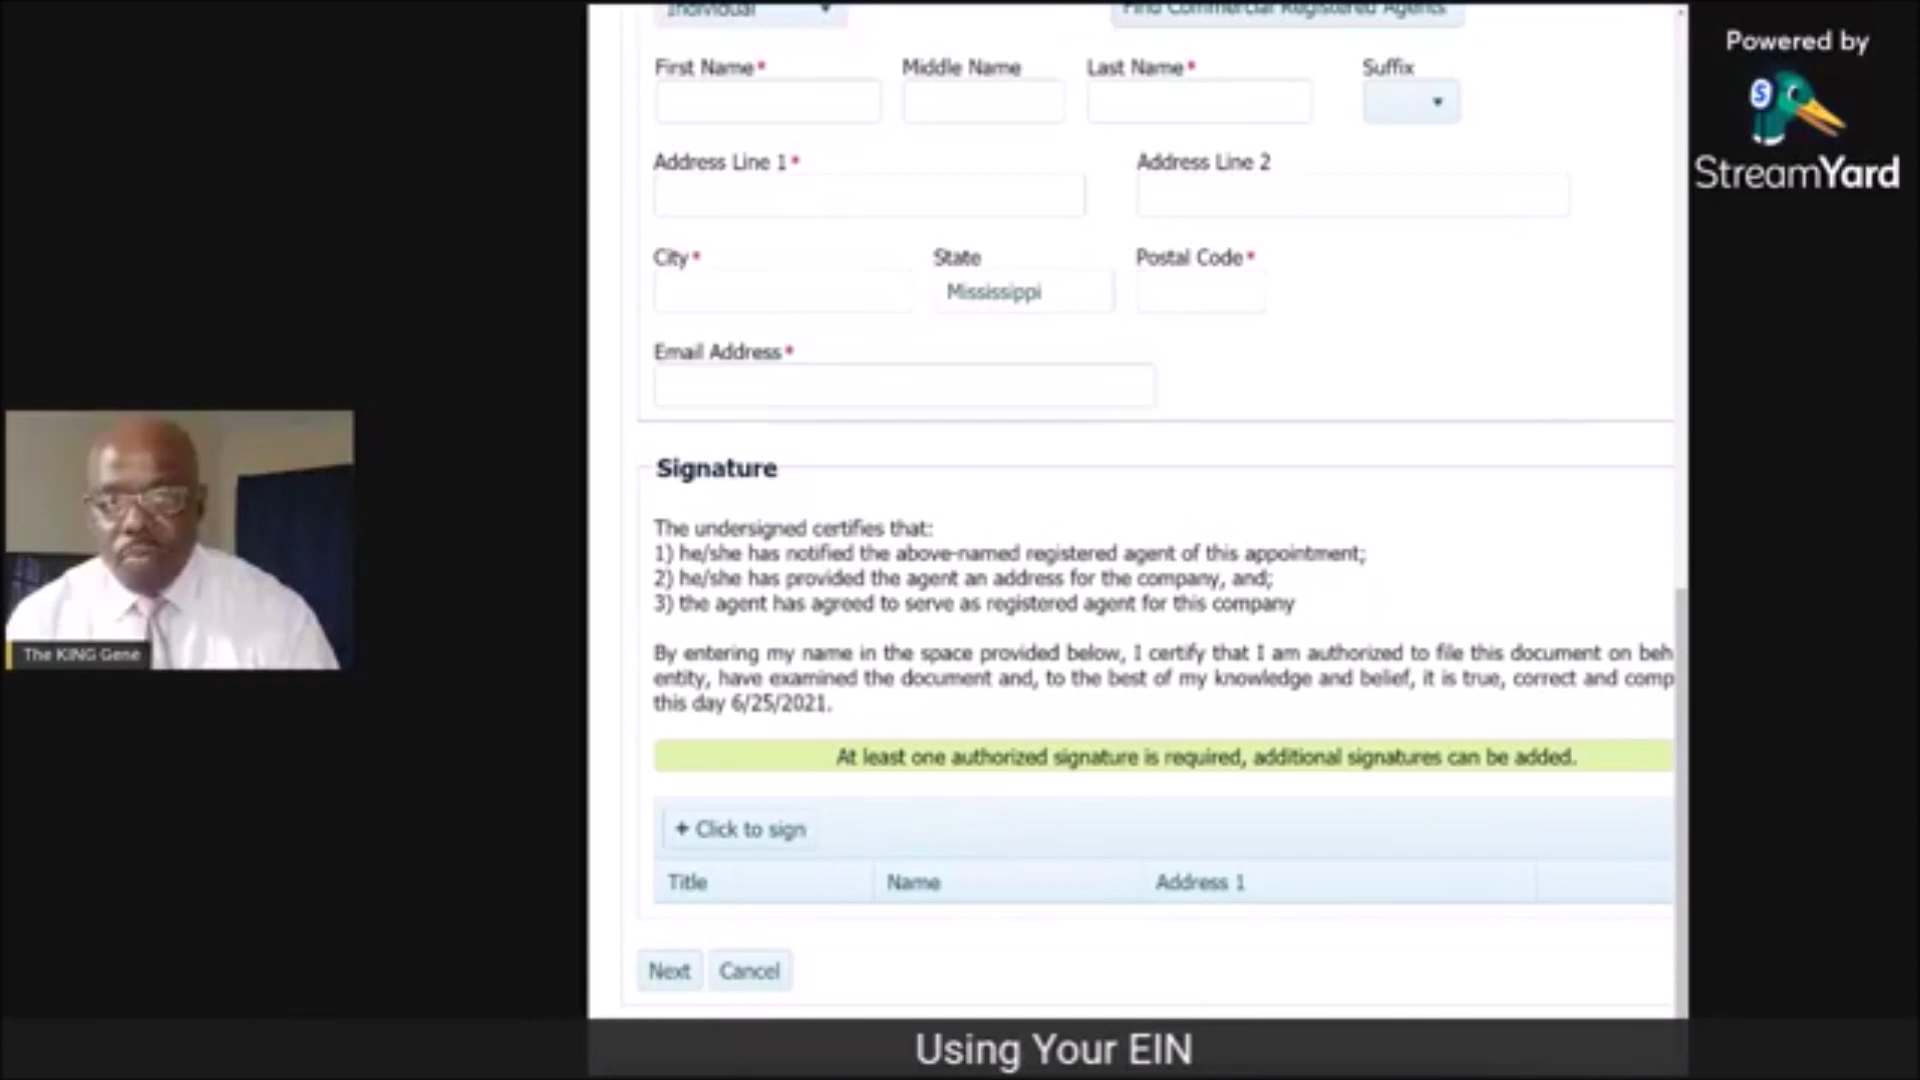 Individual
Find Commercial Registered Agents
First Name*
Middle Name
Last Name*
Suffix
Address Line 1*
Address Line 2
City*
State
Postal Code*
Mississippi
Email Address*
Signature
The undersigned certifies that:
1) he/she has notified the above-named registered agent of this appointment;
2) he/she has provided the agent an address for the company, and;
3) the agent has agreed to serve as registered agent for this company
By entering my name in the space provided below, I certify that I am authorized to file this document on beh
entity, have examined the document and, to the best of my knowledge and belief, it is true, correct and comp
this day 6/25/2021.
At least one authorized signature is required, additional signatures can be added.
+ Click to sign
Title
Name
Address 1
Next
Cancel
Using Your EIN
The KING Gene
Powered by
S
StreamYard